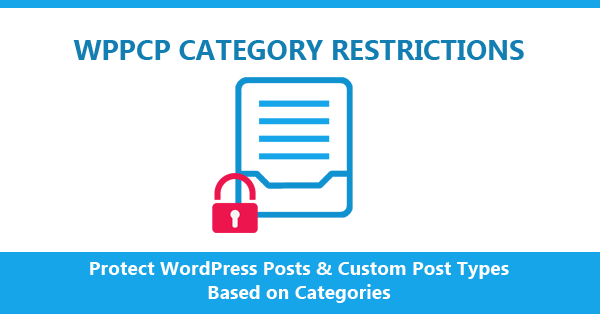 WPPCP CATEGORY RESTRICTIONS
Protect WordPress Posts & Custom Post Types
Based on Categories